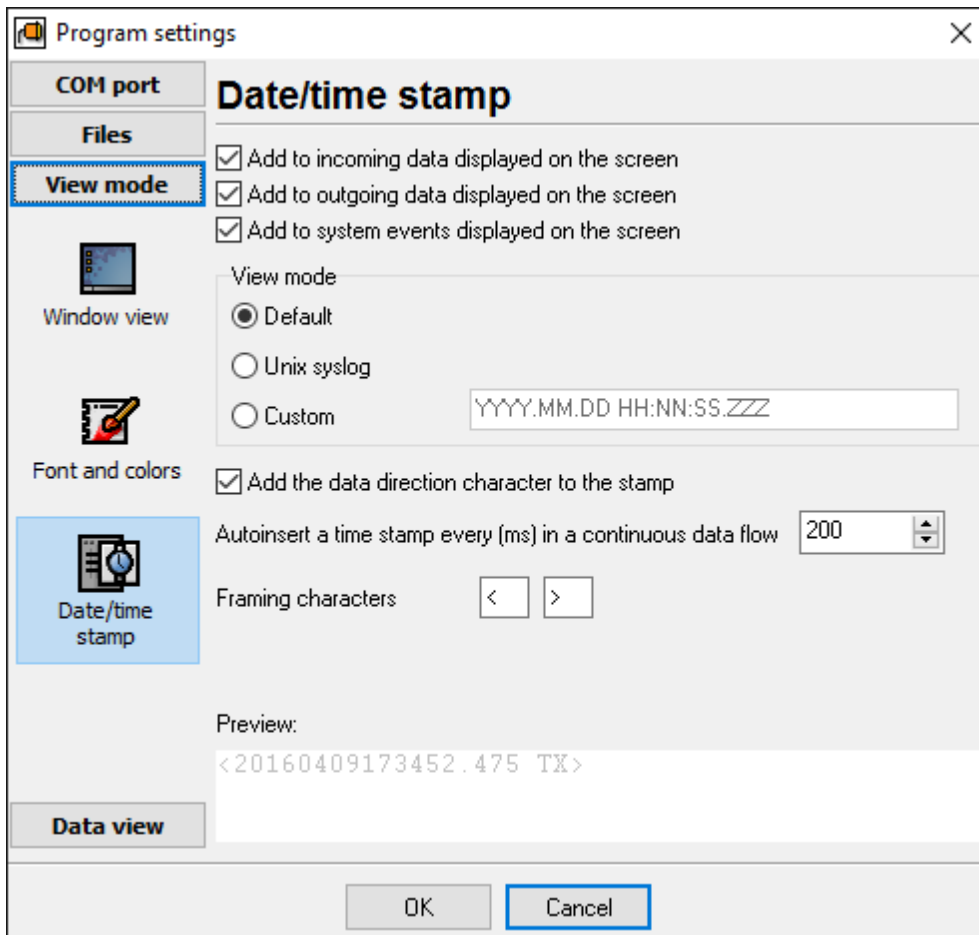 Program settings
COM port
Files
View mode
Window view
Font and colors
Date/time
stamp
Data view
Date/time stamp
Add to incoming data displayed on the screen
Add to outgoing data displayed on the screen
Add to system events displayed on the screen
View mode
Default
Unix syslog
Custom YYYY.MM.DD HH:NN:SS.ZZZ
Add the data direction character to the stamp
Autoinsert a time stamp every (ms) in a continuous data flow 200
Framing characters < >
Preview:
<20160409173452.475 TX>
OK Cancel